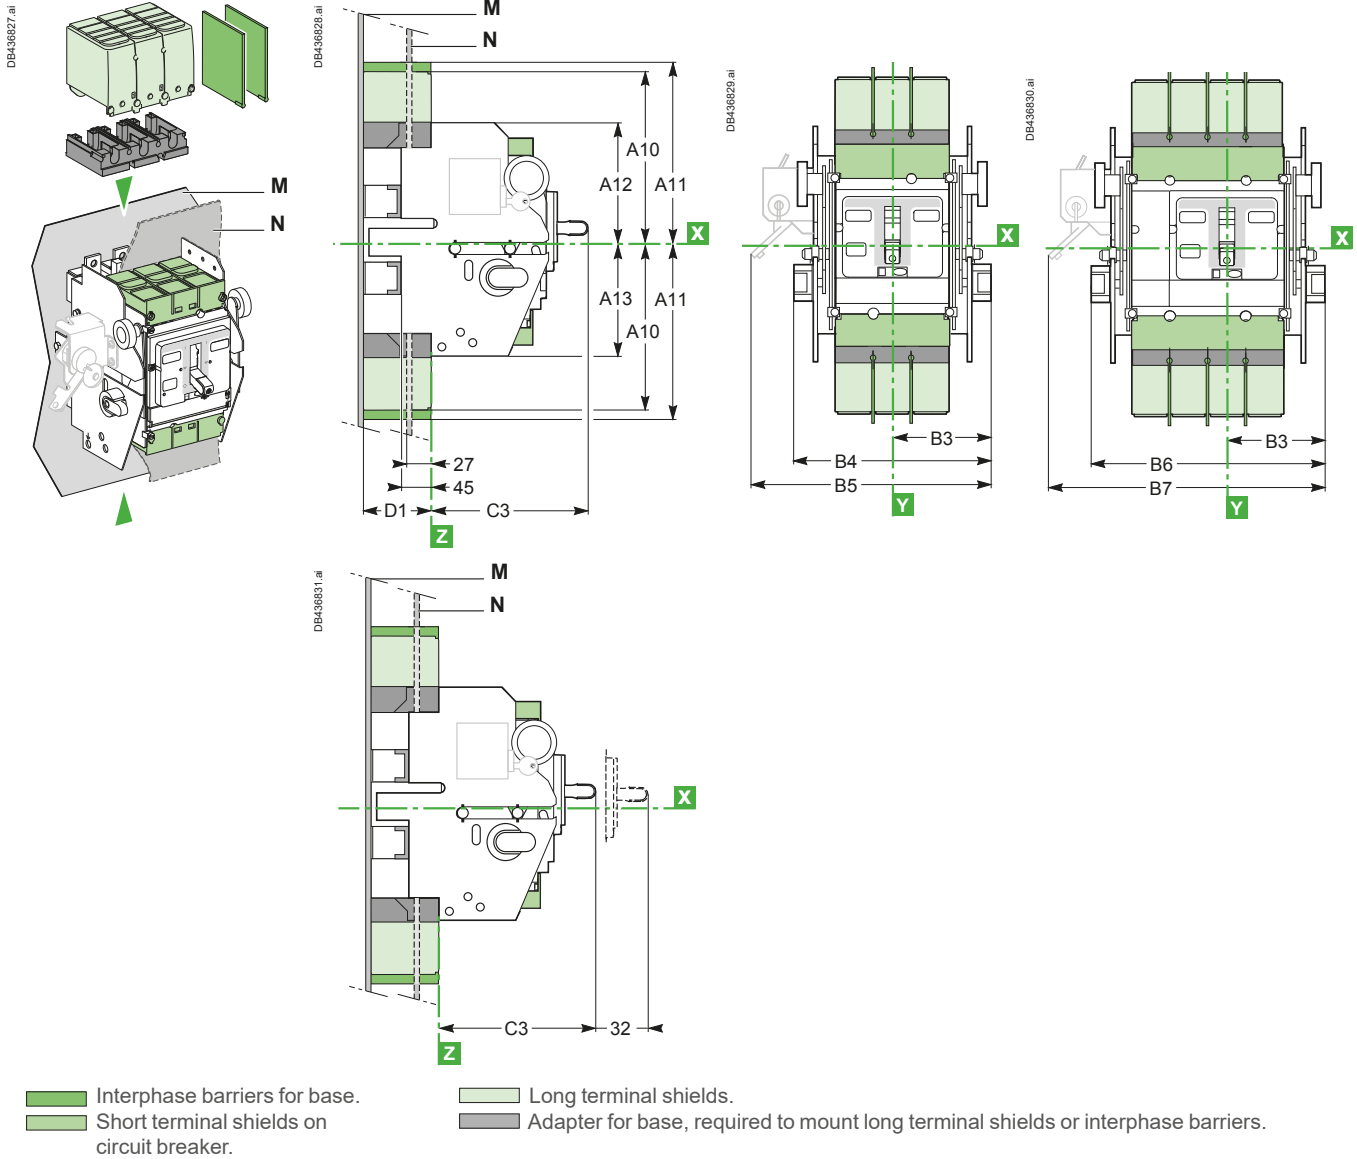 DB436827.ai
M
N
DB436828.ai
M
N
A10
A12
A11
X
A13
A11
A10
27
45
D1
C3
Z
DB436829.ai
X
B3
B4
B5
Y
DB436830.ai
X
B3
B6
B7
Y
DB436831.ai
M
N
X
C3
32
Z
Interphase barriers for base.
Short terminal shields on
circuit breaker.
Long terminal shields.
Adapter for base, required to mount long terminal shields or interphase barriers.